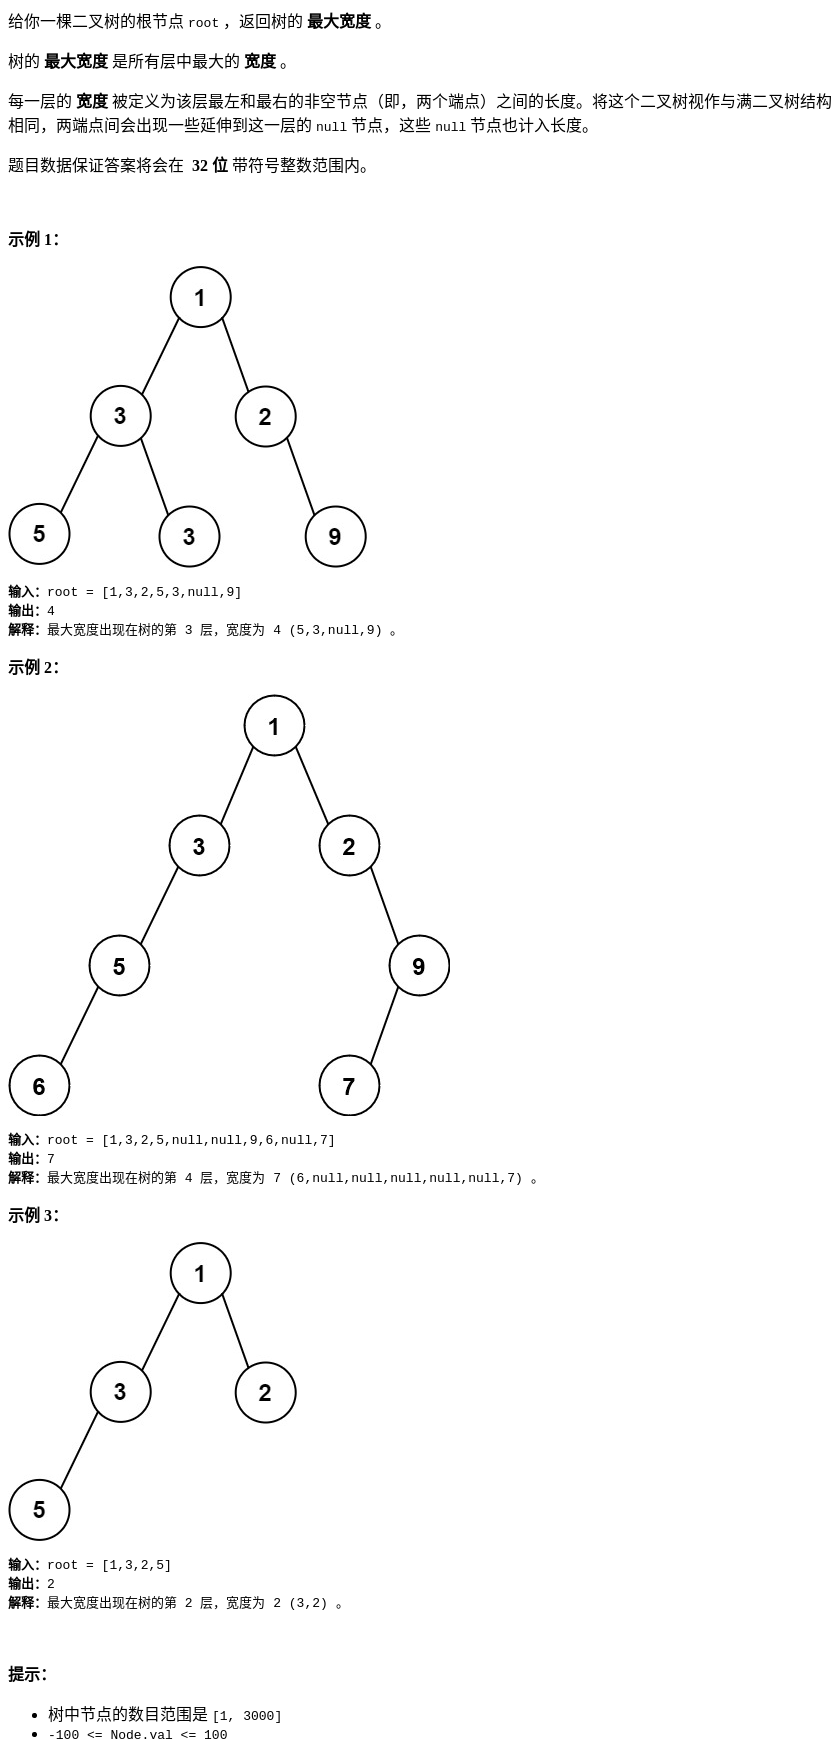 给你一棵二叉树的根节点 root ，返回树的 最大宽度 。
树的 最大宽度 是所有层中最大的 宽度 。
每一层的 宽度 被定义为该层最左和最右的非空节点（即，两个端点）之间的长度。将这个二叉树视作与满二叉树结构
相同，两端点间会出现一些延伸到这一层的 null 节点，这些 null 节点也计入长度。
题目数据保证答案将会在 32 位 带符号整数范围内。
示例 1：
1
3 2
5 3 9
输入：root = [1,3,2,5,3,null,9]
输出：4
解释：最大宽度出现在树的第 3 层，宽度为 4 (5,3,null,9) 。
示例 2：
1
3 2
5 9
6 7
输入：root = [1,3,2,5,null,null,9,6,null,7]
输出：7
解释：最大宽度出现在树的第 4 层，宽度为 7 (6,null,null,null,null,null,7) 。
示例 3：
1
3 2
5
输入：root = [1,3,2,5]
输出：2
解释：最大宽度出现在树的第 2 层，宽度为 2 (3,2) 。
提示：
• 树中节点的数目范围是 [1, 3000]
• -100 <= Node.val <= 100